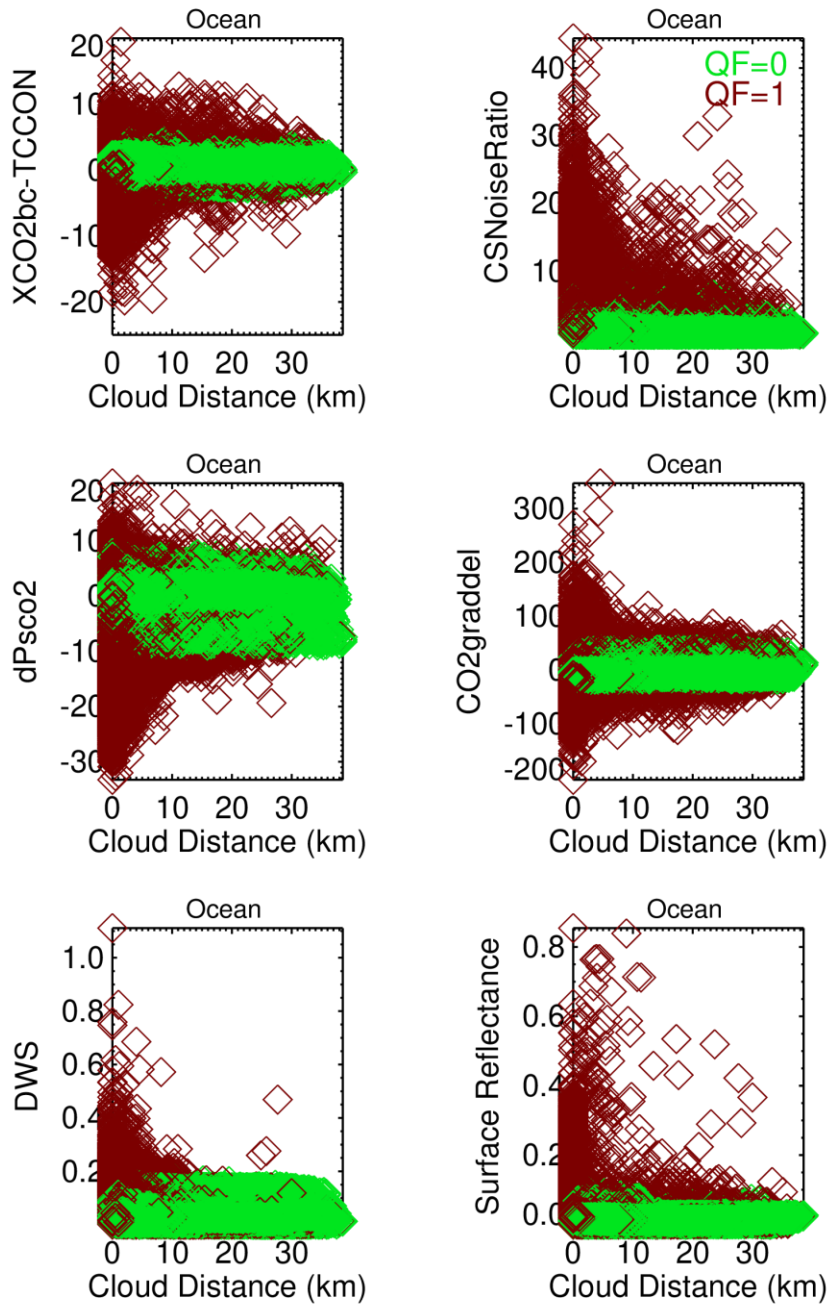 Ocean
20
10
0
-10
-20
XCO2bc-TCCON
0 10 20 30
Cloud Distance (km)
Ocean
QF=0
QF=1
40
30
20
10
CSNoiseRatio
0 10 20 30
Cloud Distance (km)
Ocean
20
10
0
-10
-20
-30
dPsco2
0 10 20 30
Cloud Distance (km)
Ocean
300
200
100
0
-100
-200
CO2graddel
0 10 20 30
Cloud Distance (km)
Ocean
1.0
0.8
0.6
0.4
0.2
DWS
0 10 20 30
Cloud Distance (km)
Ocean
0.8
0.6
0.4
0.2
0.0
Surface Reflectance
0 10 20 30
Cloud Distance (km)